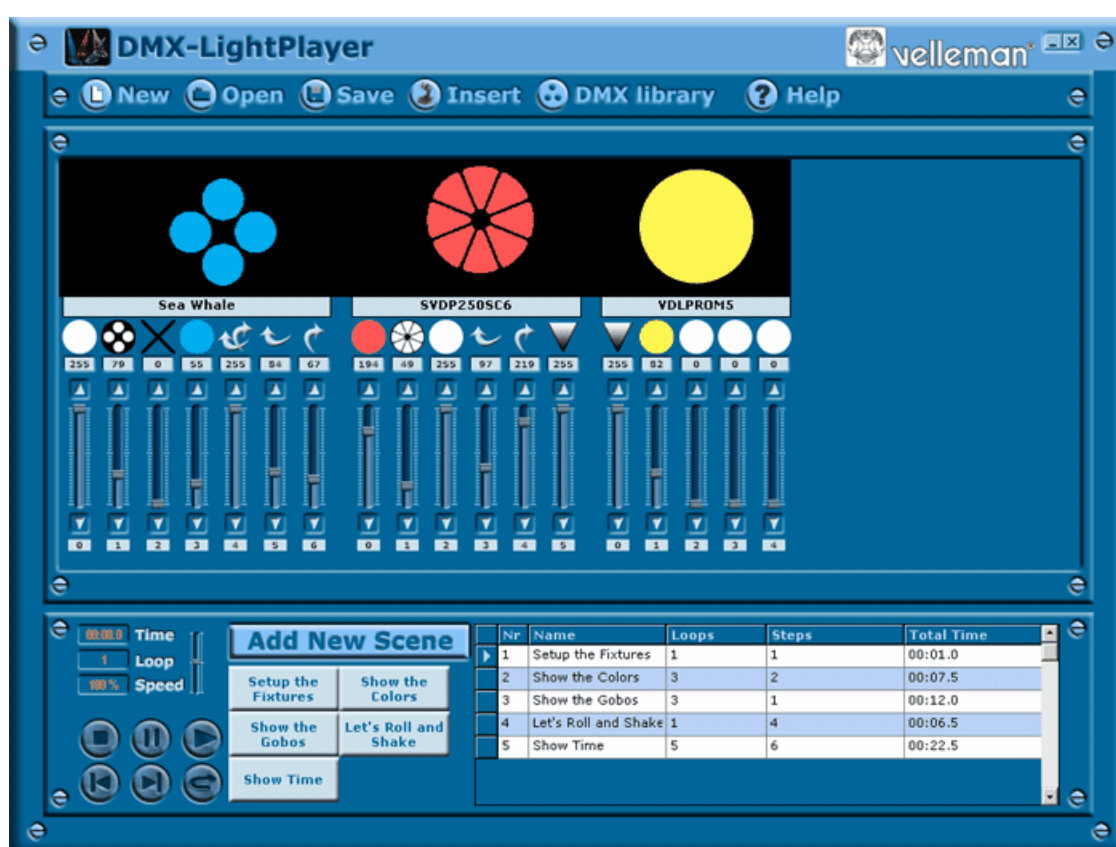 DMX-LightPlayer velleman®
New Open Save Insert DMX library ? Help
Sea Whale SVDP250SC6 VDLPROM5
255 79 0 55 255 84 67 194 49 255 97 219 255 255 82 0 0 0
0 1 2 3 4 5 6 0 1 2 3 4 5 0 1 2 3 4
00:00.0 Time
1 Loop
100 % Speed
Add New Scene
Setup the
Fixtures
Show the
Colors
Show the
Gobos
Let's Roll and
Shake
Show Time
Nr Name Loops Steps Total Time
1 Setup the Fixtures 1 1 00:01.0
2 Show the Colors 3 2 00:07.5
3 Show the Gobos 3 1 00:12.0
4 Let's Roll and Shake 1 4 00:06.5
5 Show Time 5 6 00:22.5